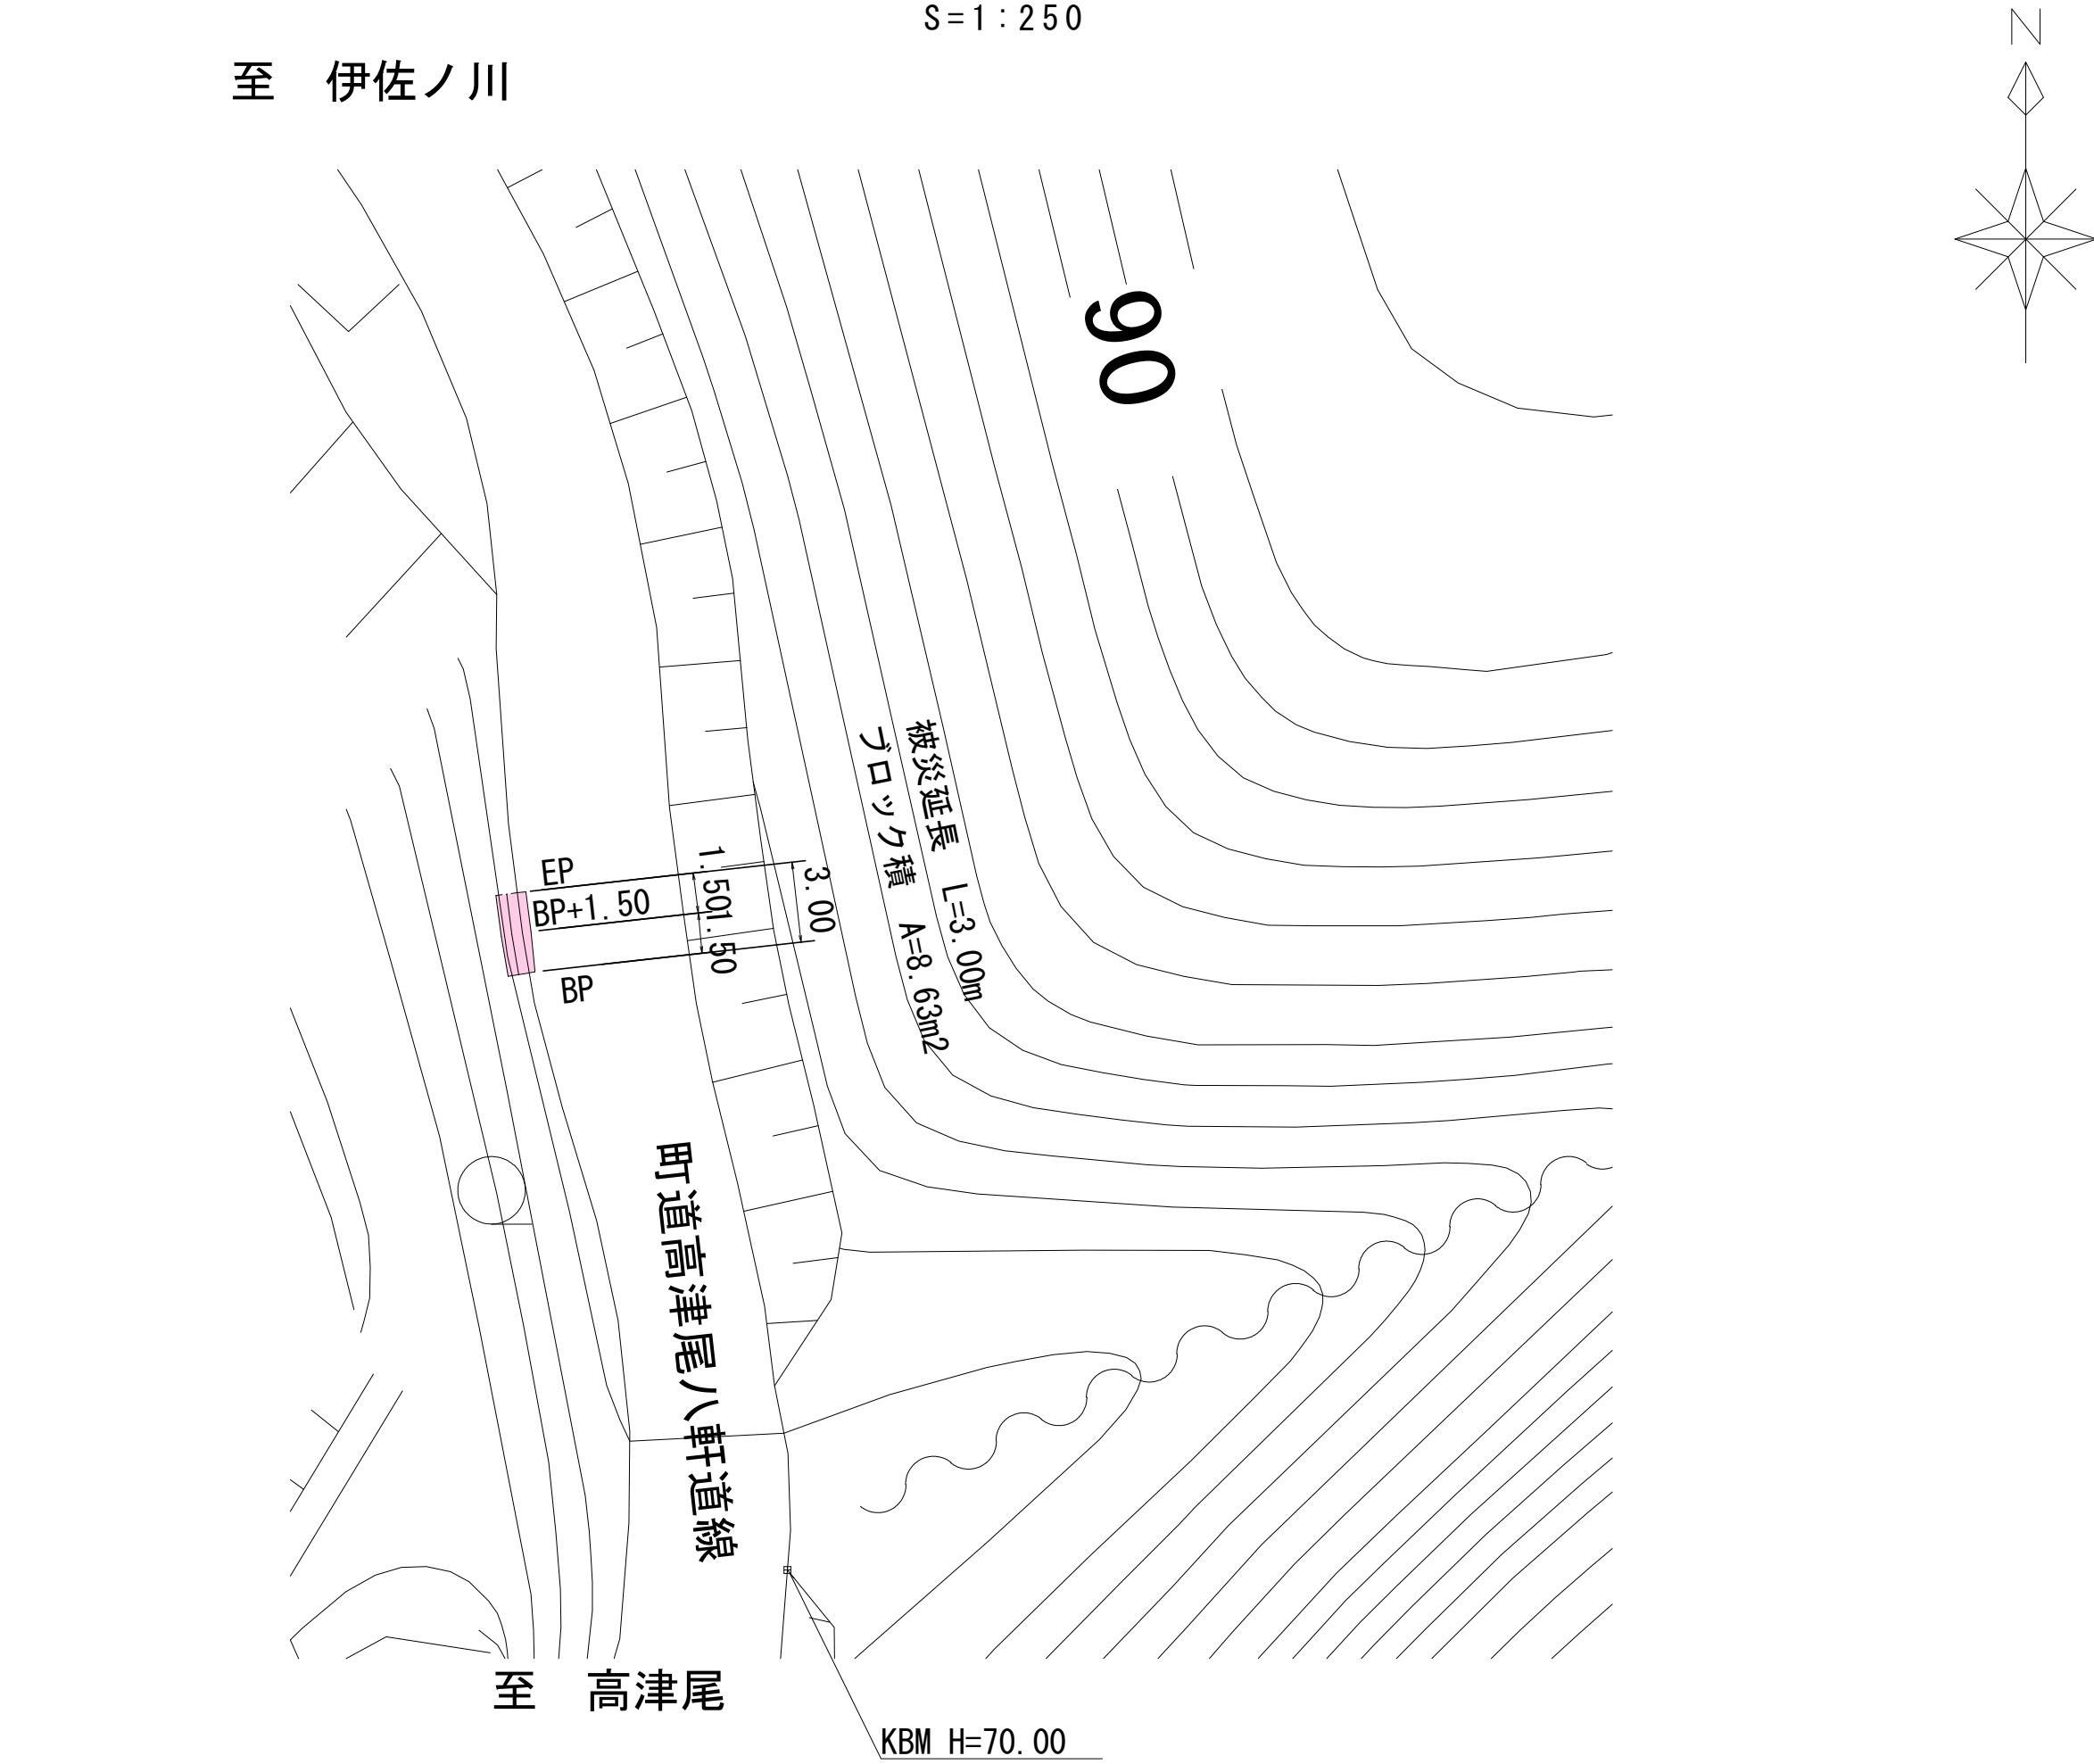 S=1:250
N
至　伊佐ノ川
90
被災延長　L=3.00m
ブロック積　A=8.63m2
EP
BP+1.50
BP
1.50
1.50
3.00
町道高津尾八軒道線
至　高津尾
KBM H=70.00